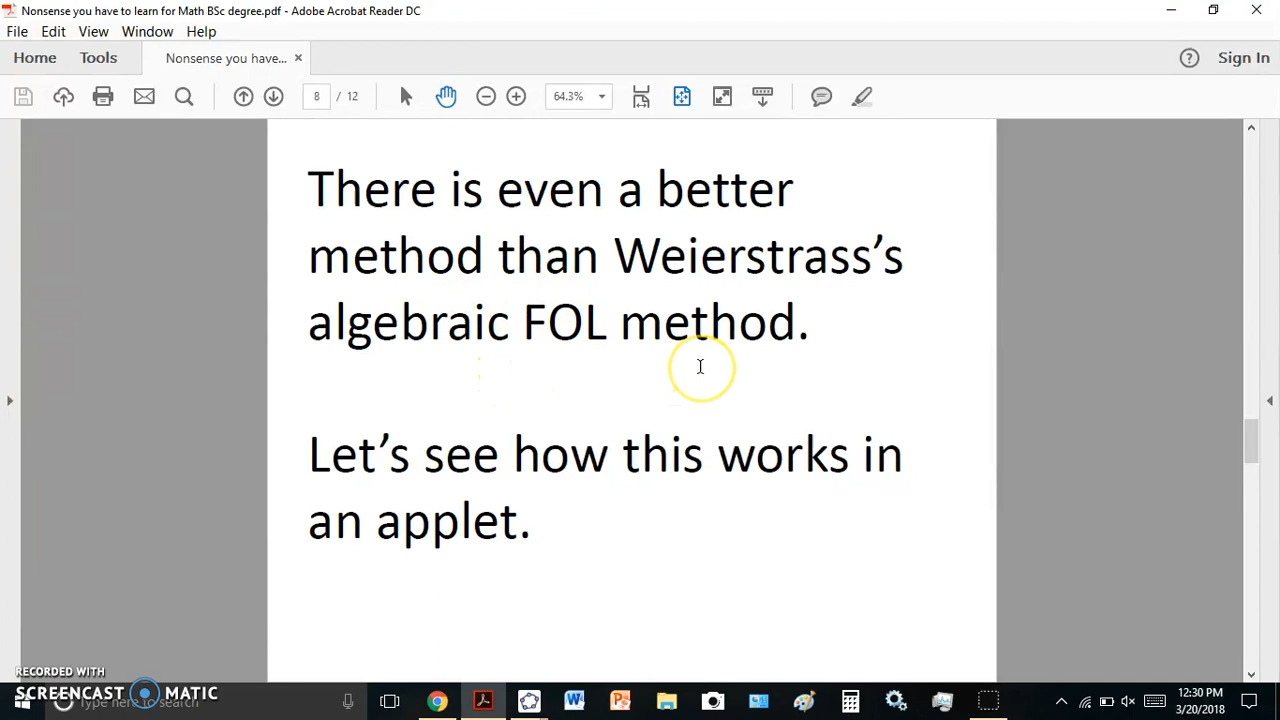 Nonsense you have to learn for Math BSc degree.pdf - Adobe Acrobat Reader DC
File Edit View Window Help
Home Tools Nonsense you have... × Sign In
8 / 12 64.3%
There is even a better
method than Weierstrass’s
algebraic FOL method.
Let’s see how this works in
an applet.
RECORDED WITH
SCREENCAST MATIC
Type here to search
12:30 PM
3/20/2018